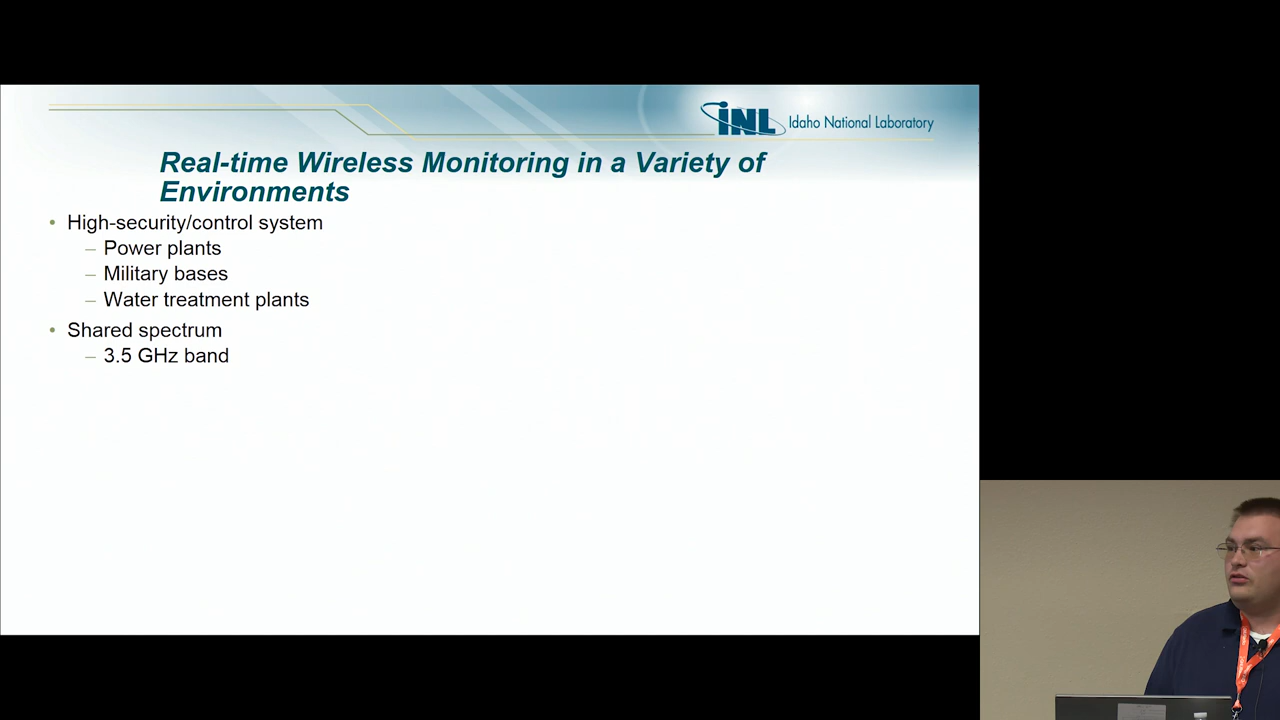 INL Idaho National Laboratory
Real-time Wireless Monitoring in a Variety of
Environments
• High-security/control system
– Power plants
– Military bases
– Water treatment plants
• Shared spectrum
– 3.5 GHz band